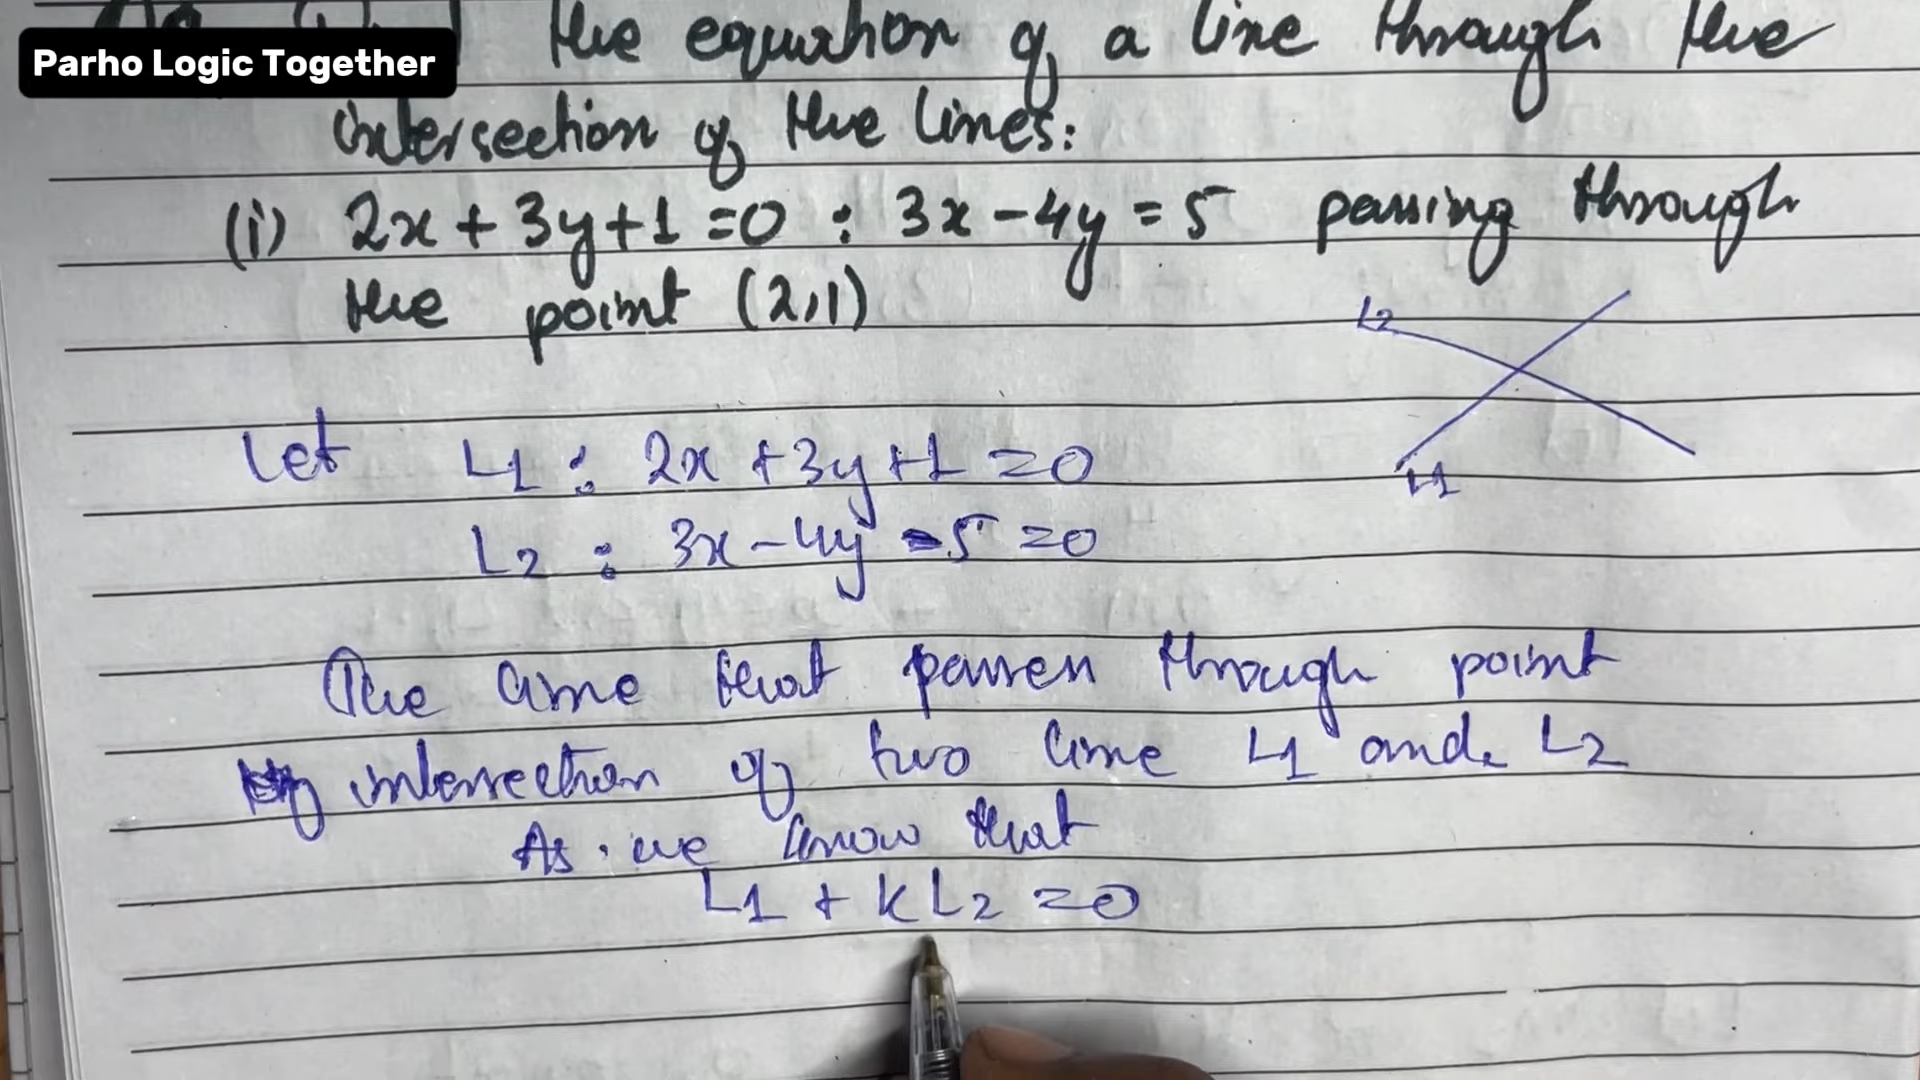 the equation of a line through the
Parho Logic Together
intersection of the lines:
(i) 2x + 3y + 1 = 0 : 3x - 4y = 5 passing through
the point (2,1)
L2
L1
Let L1 : 2x + 3y + 1 = 0
L2 : 3x - 4y - 5 = 0
The line that passes through point
intersection of two line L1 and L2
As we know that
L1 + kL2 = 0